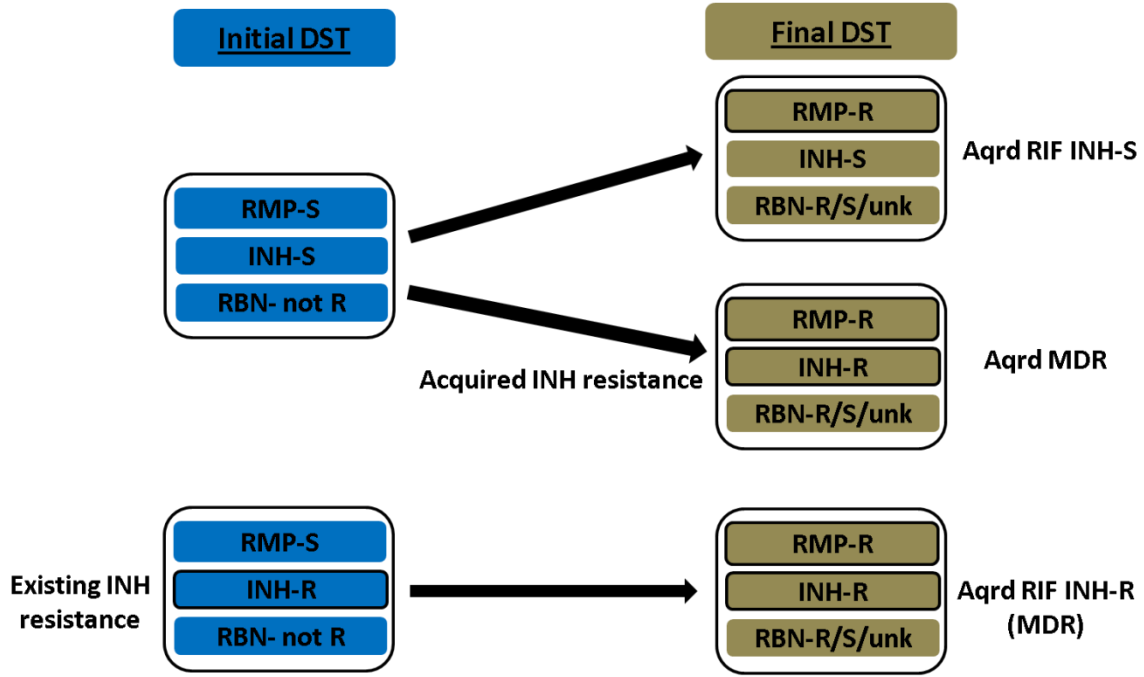 Initial DST
Final DST
RMP-R
INH-S
RBN-R/S/unk
Aqrd RIF INH-S
RMP-S
INH-S
RBN- not R
Acquired INH resistance
RMP-R
INH-R
RBN-R/S/unk
Aqrd MDR
Existing INH
resistance
RMP-S
INH-R
RBN- not R
RMP-R
INH-R
RBN-R/S/unk
Aqrd RIF INH-R
(MDR)